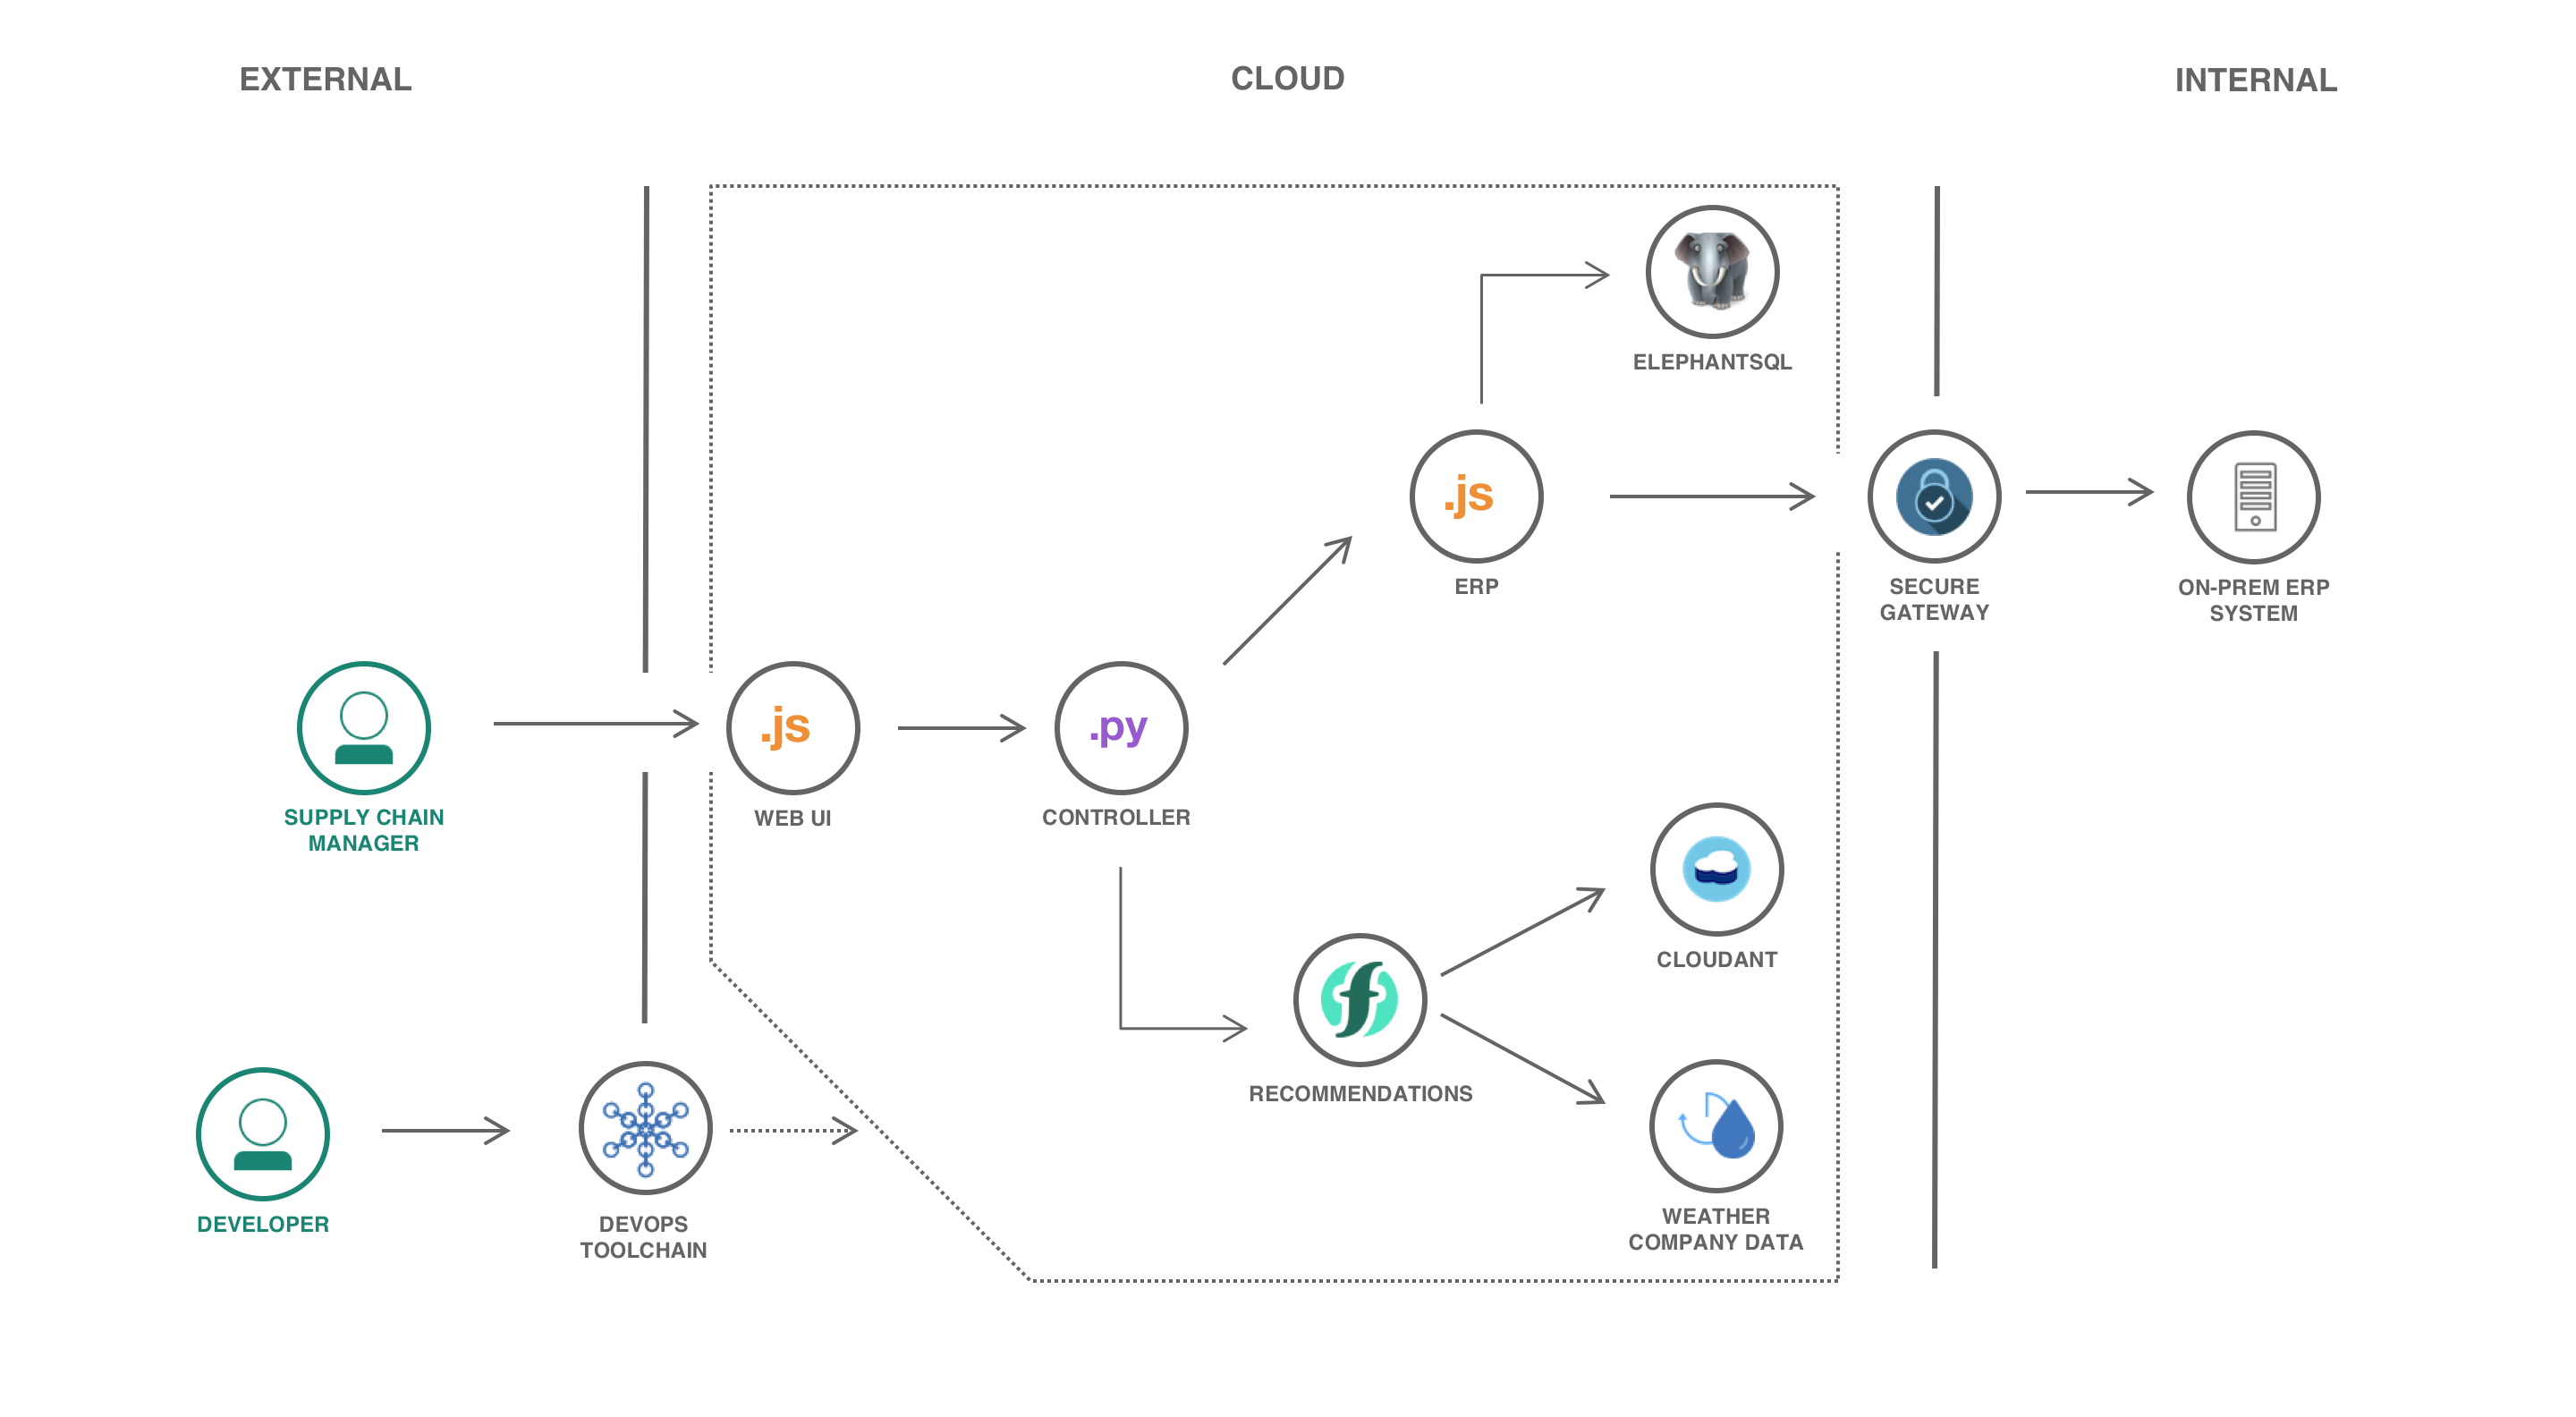 EXTERNAL
CLOUD
INTERNAL
ELEPHANTSQL
.js
ERP
SECURE
GATEWAY
ON-PREM ERP
SYSTEM
SUPPLY CHAIN
MANAGER
.js
WEB UI
.py
CONTROLLER
CLOUDANT
RECOMMENDATIONS
WEATHER
COMPANY DATA
DEVELOPER
DEVOPS
TOOLCHAIN